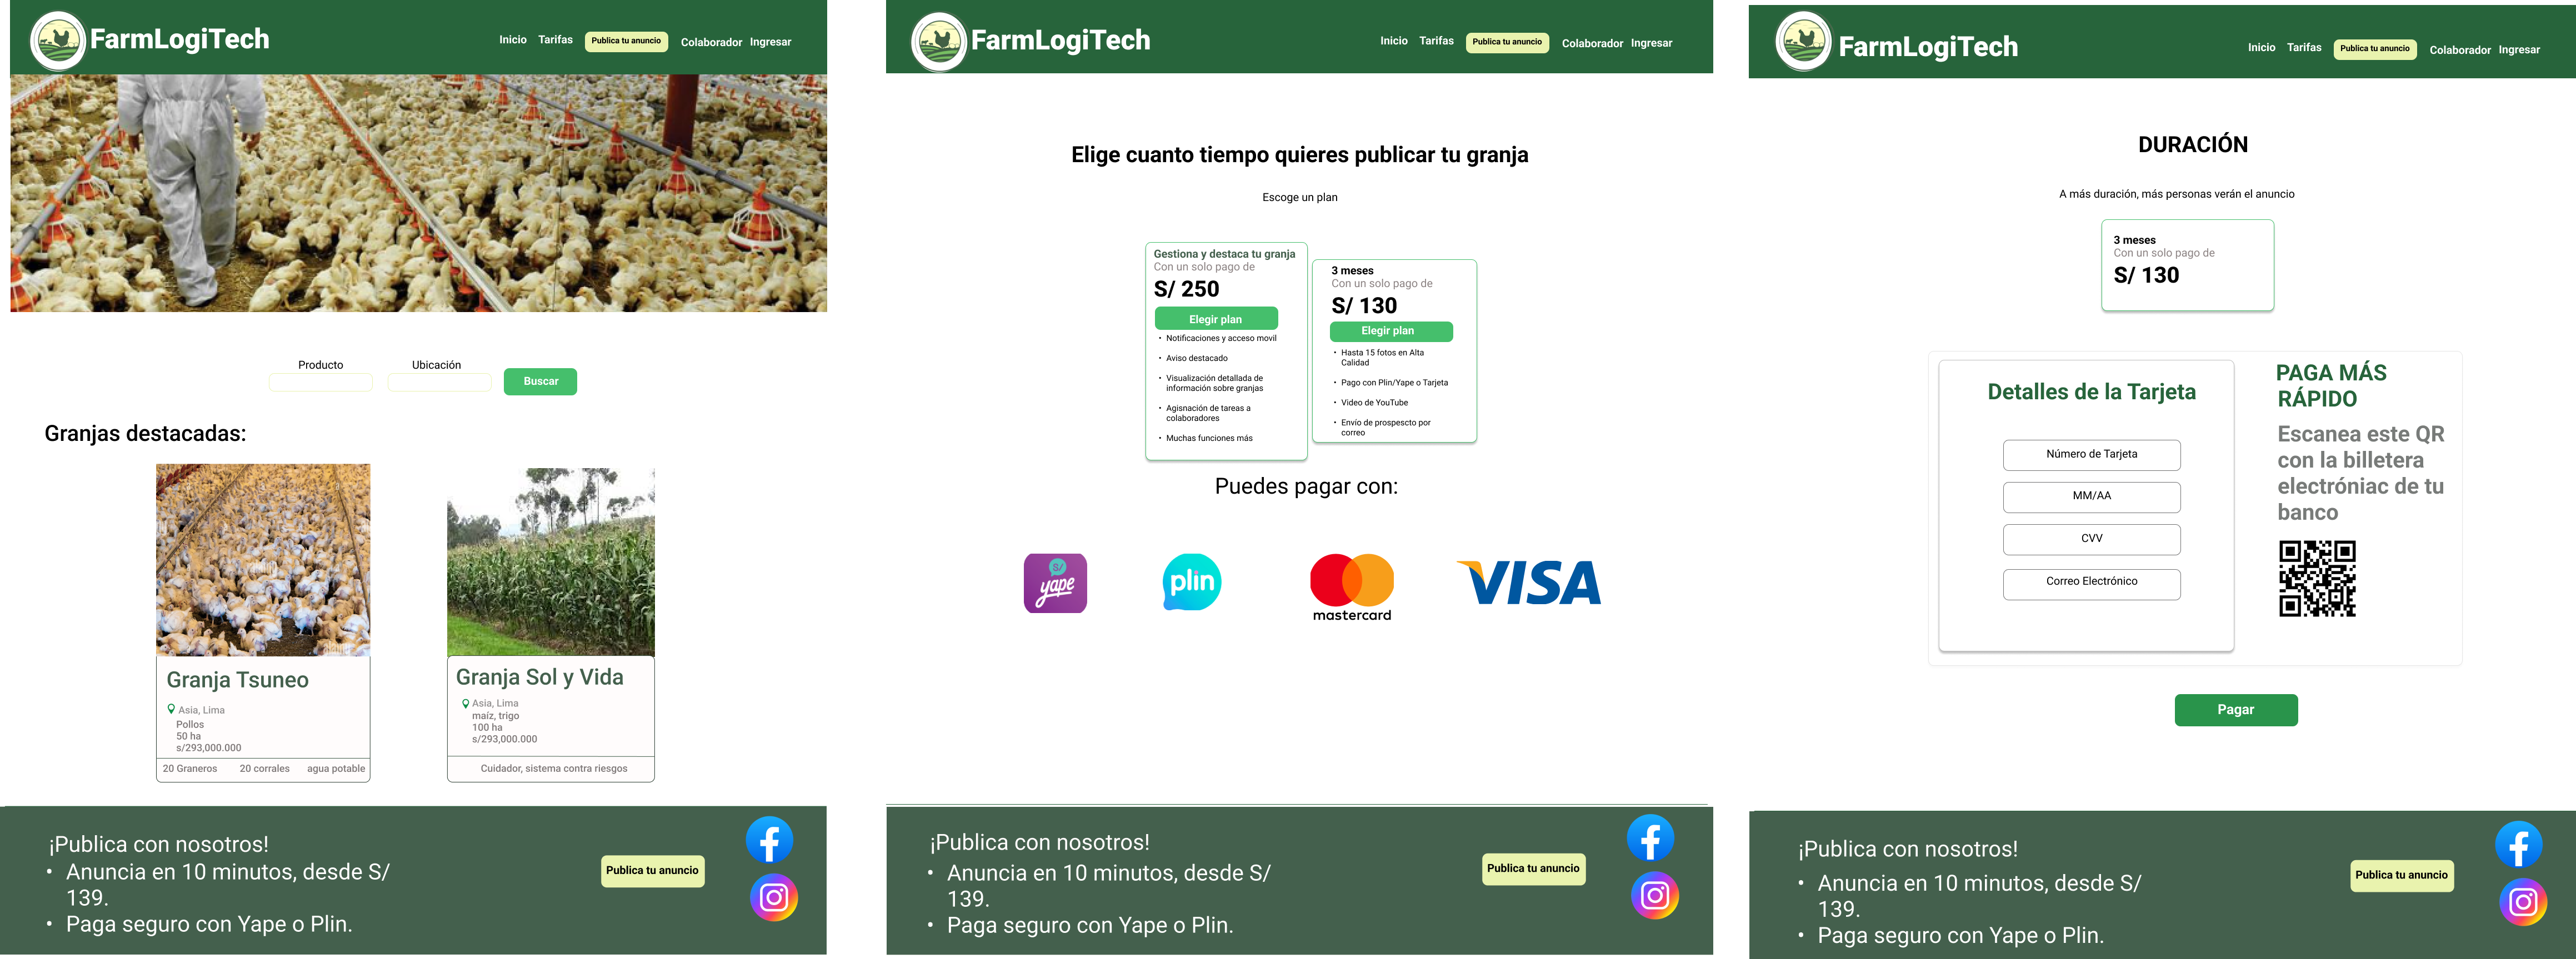 FarmLogiTech
Inicio Tarifas Publica tu anuncio Colaborador Ingresar
Producto Ubicación
Buscar
Granjas destacadas:
Granja Tsuneo
Asia, Lima
Pollos
50 ha
s/293,000.000
20 Graneros 20 corrales agua potable
Granja Sol y Vida
Asia, Lima
maíz, trigo
100 ha
s/293,000.000
Cuidador, sistema contra riesgos
¡Publica con nosotros!
• Anuncia en 10 minutos, desde S/
139.
• Paga seguro con Yape o Plin.
Publica tu anuncio
FarmLogiTech
Inicio Tarifas Publica tu anuncio Colaborador Ingresar
Elige cuanto tiempo quieres publicar tu granja
Escoge un plan
Gestiona y destaca tu granja
Con un solo pago de
S/ 250
Elegir plan
• Notificaciones y acceso movil
• Aviso destacado
• Visualización detallada de
información sobre granjas
• Agisnación de tareas a
colaboradores
• Muchas funciones más
3 meses
Con un solo pago de
S/ 130
Elegir plan
• Hasta 15 fotos en Alta
Calidad
• Pago con Plin/Yape o Tarjeta
• Video de YouTube
• Envío de prospescto por
correo
Puedes pagar con:
S/
yape
plin
mastercard
VISA
¡Publica con nosotros!
• Anuncia en 10 minutos, desde S/
139.
• Paga seguro con Yape o Plin.
Publica tu anuncio
FarmLogiTech
Inicio Tarifas Publica tu anuncio Colaborador Ingresar
DURACIÓN
A más duración, más personas verán el anuncio
3 meses
Con un solo pago de
S/ 130
Detalles de la Tarjeta
Número de Tarjeta
MM/AA
CVV
Correo Electrónico
PAGA MÁS
RÁPIDO
Escanea este QR
con la billetera
electróniac de tu
banco
Pagar
¡Publica con nosotros!
• Anuncia en 10 minutos, desde S/
139.
• Paga seguro con Yape o Plin.
Publica tu anuncio